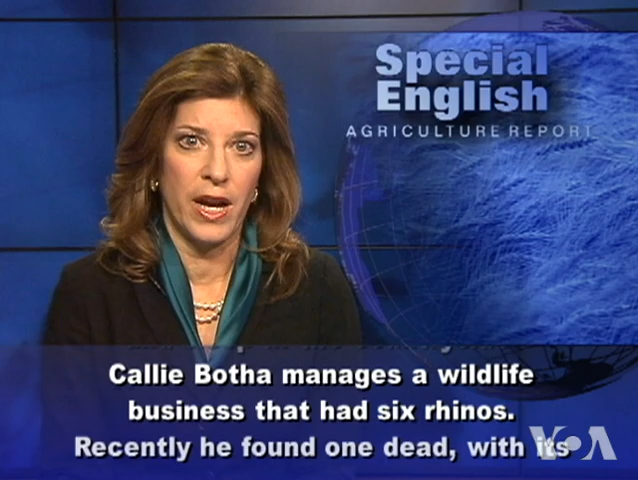 Special
English
AGRICULTURE REPORT
Callie Botha manages a wildlife
business that had six rhinos.
Recently he found one dead, with its
VOA